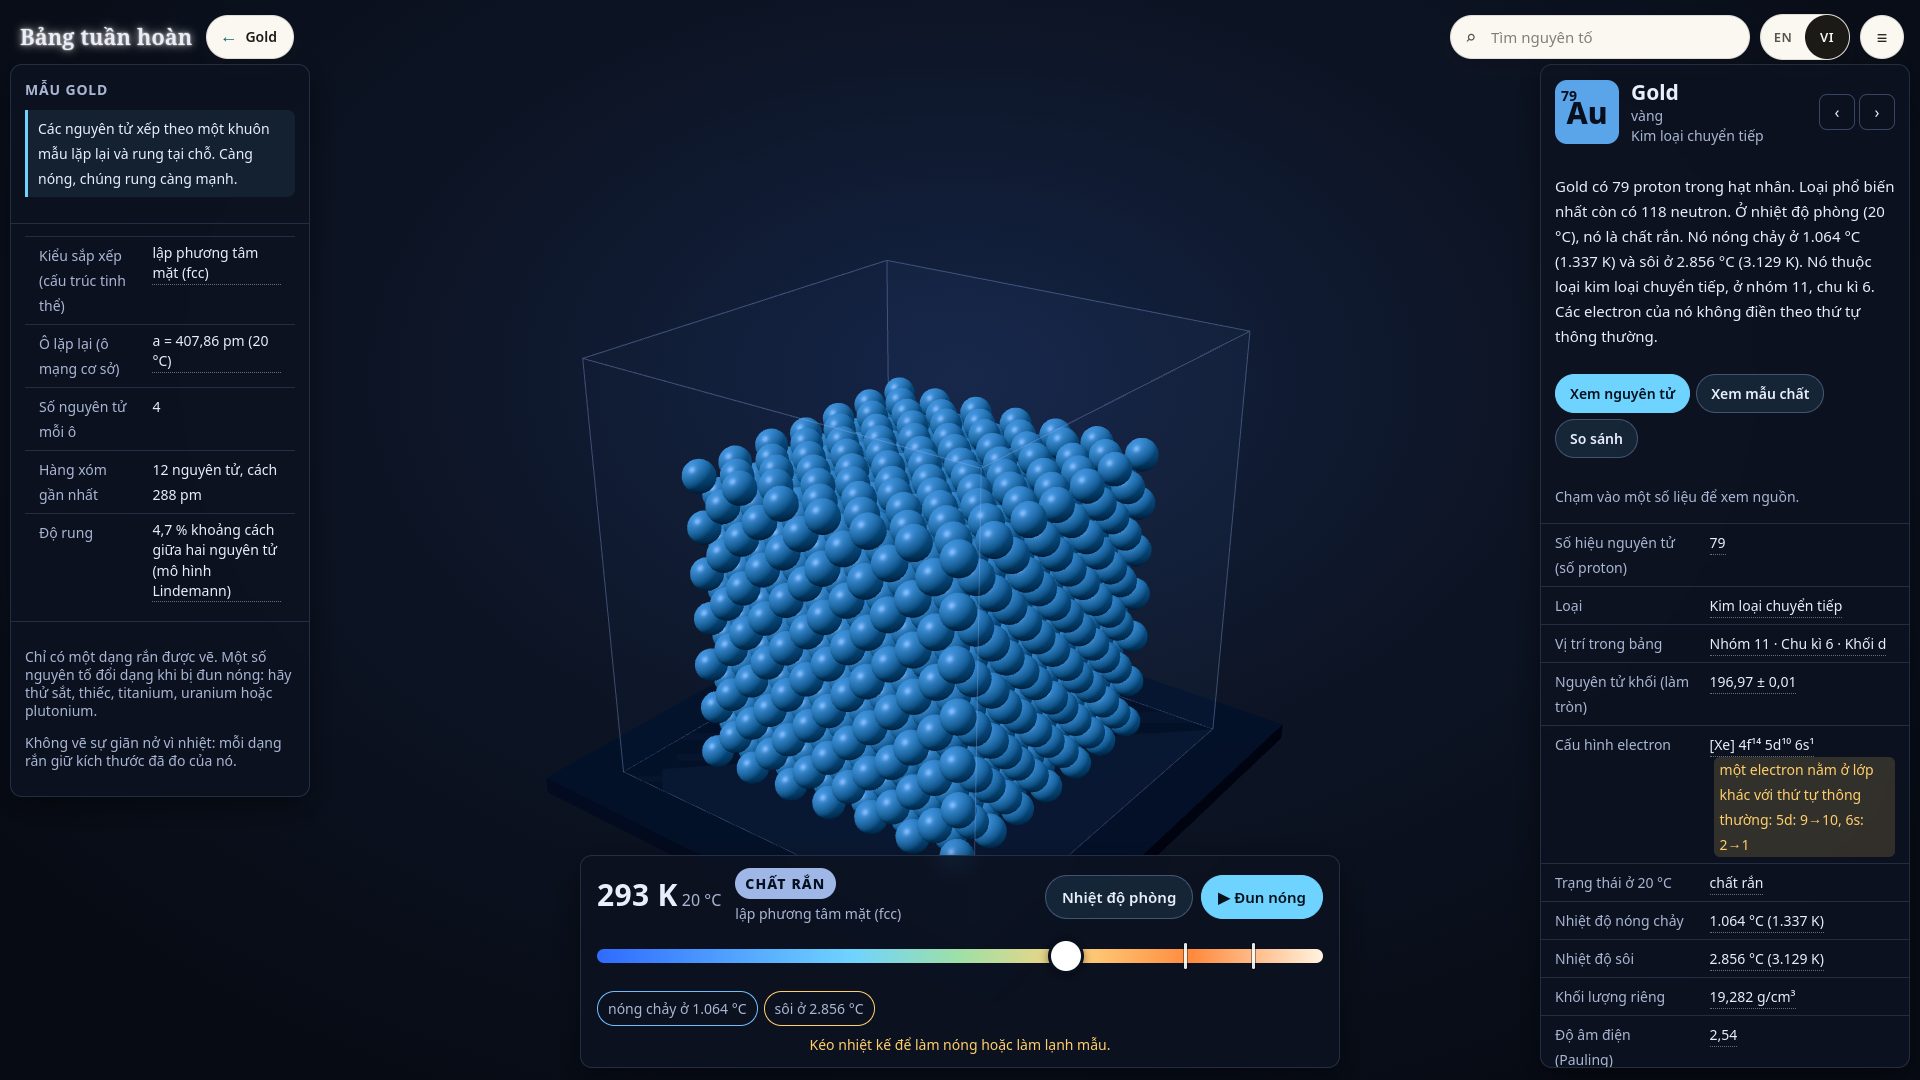 Bảng tuần hoàn
← Gold
Tìm nguyên tố
EN VI
≡
MẪU GOLD
Các nguyên tử xếp theo một khuôn
mẫu lặp lại và rung tại chỗ. Càng
nóng, chúng rung càng mạnh.
Kiểu sắp xếp
(cấu trúc tinh
thể)
lập phương tâm
mặt (fcc)
Ô lặp lại (ô
mạng cơ sở)
a = 407,86 pm (20
°C)
Số nguyên tử
mỗi ô
4
Hàng xóm
gần nhất
12 nguyên tử, cách
288 pm
Độ rung
4,7 % khoảng cách
giữa hai nguyên tử
(mô hình
Lindemann)
Chỉ có một dạng rắn được vẽ. Một số
nguyên tố đổi dạng khi bị đun nóng: hãy
thử sắt, thiếc, titanium, uranium hoặc
plutonium.
Không vẽ sự giãn nở vì nhiệt: mỗi dạng
rắn giữ kích thước đã đo của nó.
293 K 20 °C
CHẤT RẮN
lập phương tâm mặt (fcc)
Nhiệt độ phòng
▶ Đun nóng
nóng chảy ở 1.064 °C
sôi ở 2.856 °C
Kéo nhiệt kế để làm nóng hoặc làm lạnh mẫu.
79
Au
Gold
vàng
Kim loại chuyển tiếp
‹ ›
Gold có 79 proton trong hạt nhân. Loại phổ biến
nhất còn có 118 neutron. Ở nhiệt độ phòng (20
°C), nó là chất rắn. Nó nóng chảy ở 1.064 °C
(1.337 K) và sôi ở 2.856 °C (3.129 K). Nó thuộc
loại kim loại chuyển tiếp, ở nhóm 11, chu kì 6.
Các electron của nó không điền theo thứ tự
thông thường.
Xem nguyên tử
Xem mẫu chất
So sánh
Chạm vào một số liệu để xem nguồn.
Số hiệu nguyên tử
(số proton)
79
Loại
Kim loại chuyển tiếp
Vị trí trong bảng
Nhóm 11 · Chu kì 6 · Khối d
Nguyên tử khối (làm
tròn)
196,97 ± 0,01
Cấu hình electron
[Xe] 4f¹⁴ 5d¹⁰ 6s¹
một electron nằm ở lớp
khác với thứ tự thông
thường: 5d: 9→10, 6s:
2→1
Trạng thái ở 20 °C
chất rắn
Nhiệt độ nóng chảy
1.064 °C (1.337 K)
Nhiệt độ sôi
2.856 °C (3.129 K)
Khối lượng riêng
19,282 g/cm³
Độ âm điện
(Pauling)
2,54